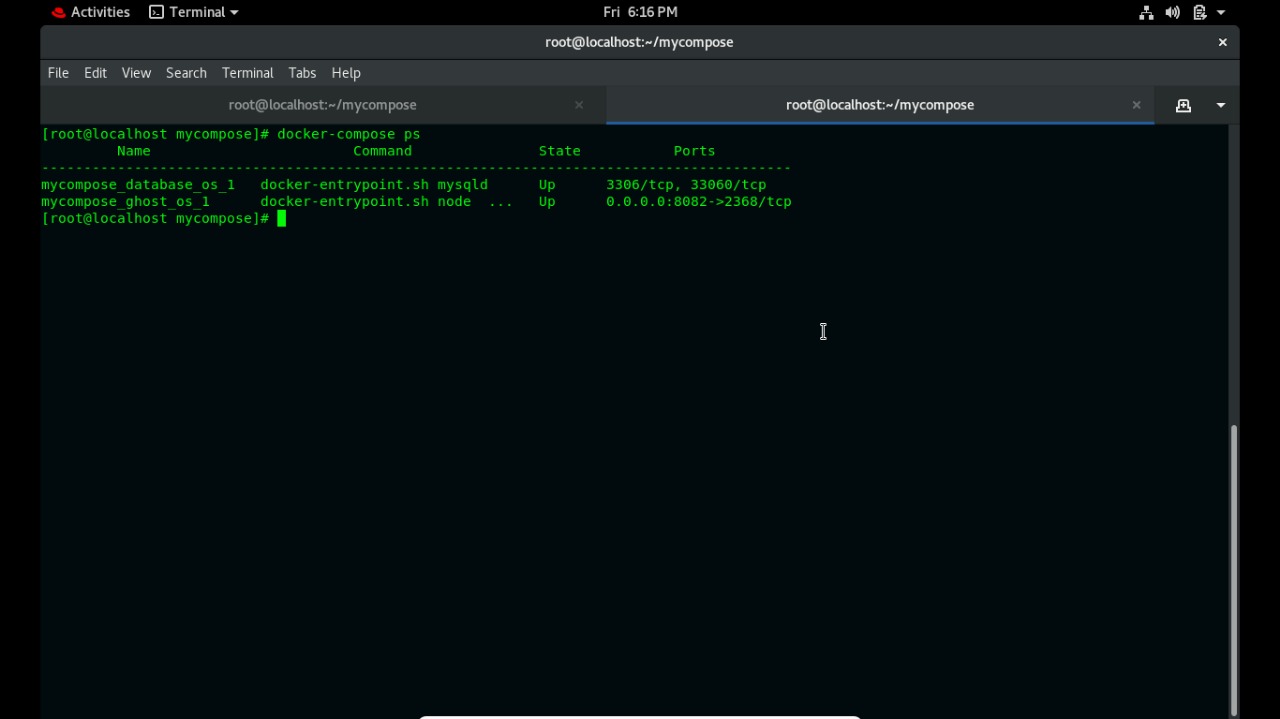 Activities Terminal Fri 6:16 PM
root@localhost:~/mycompose ×
File Edit View Search Terminal Tabs Help
root@localhost:~/mycompose × root@localhost:~/mycompose ×
[root@localhost mycompose]# docker-compose ps
Name Command State Ports
-----------------------------------------------------------------------------------------
mycompose_database_os_1 docker-entrypoint.sh mysqld Up 3306/tcp, 33060/tcp
mycompose_ghost_os_1 docker-entrypoint.sh node ... Up 0.0.0.0:8082->2368/tcp
[root@localhost mycompose]#